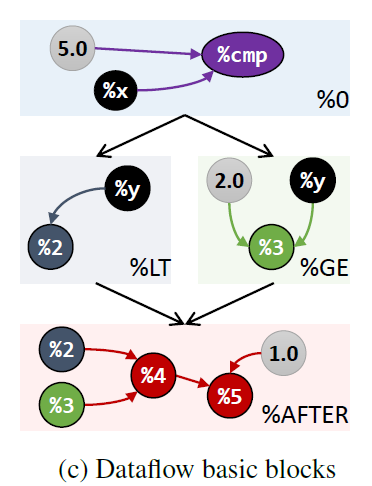 5.0
%cmp
%x
%0
%y
%2
%LT
2.0
%y
%3
%GE
%2
%4
1.0
%3
%5
%AFTER
(c) Dataflow basic blocks